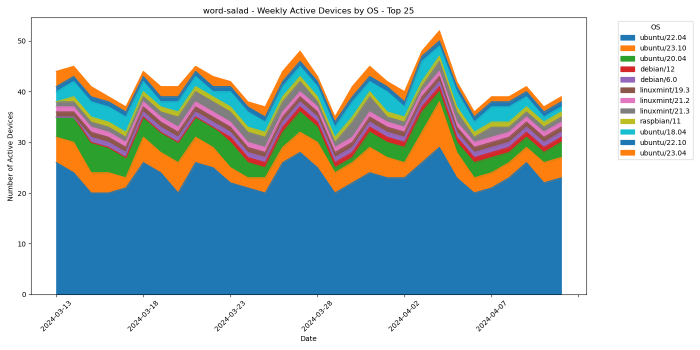 word-salad - Weekly Active Devices by OS - Top 25
Number of Active Devices
50
40
30
20
10
0
2024-03-13
2024-03-18
2024-03-23
2024-03-28
2024-04-02
2024-04-07
Date
OS
ubuntu/22.04
ubuntu/23.10
ubuntu/20.04
debian/12
debian/6.0
linuxmint/19.3
linuxmint/21.2
linuxmint/21.3
raspbian/11
ubuntu/18.04
ubuntu/22.10
ubuntu/23.04